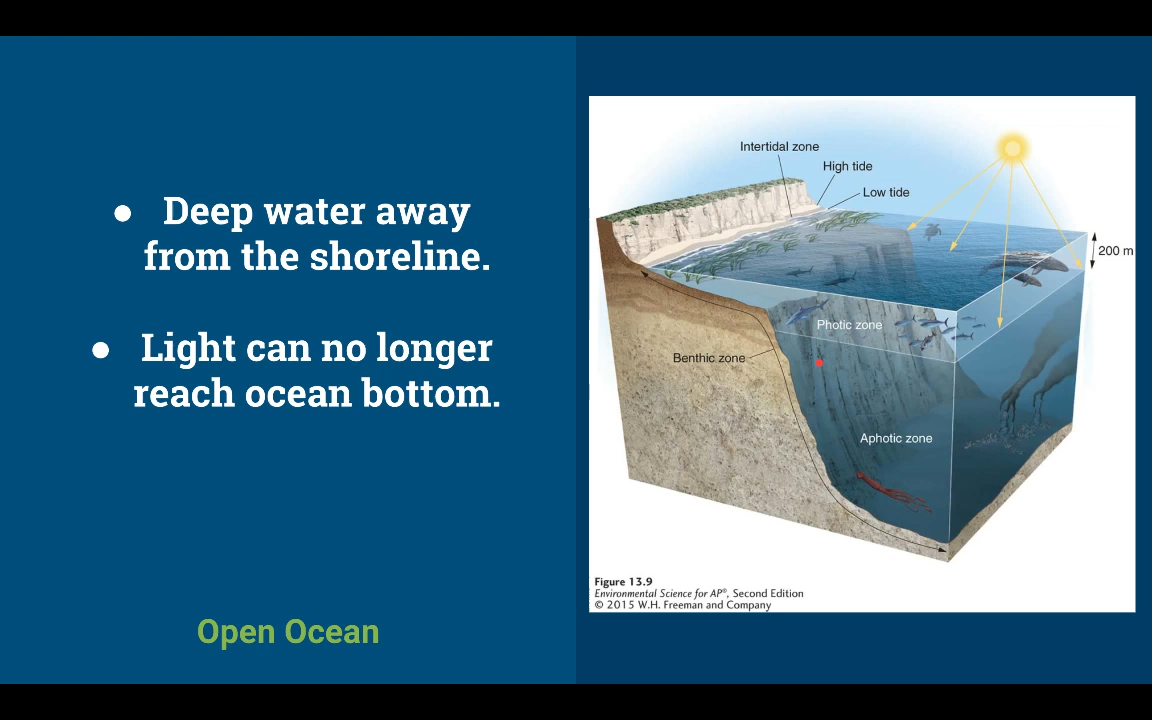 ● Deep water away
from the shoreline.
● Light can no longer
reach ocean bottom.
Open Ocean
Intertidal zone
High tide
Low tide
200 m
Photic zone
Benthic zone
Aphotic zone
Figure 13.9
Environmental Science for AP®, Second Edition
© 2015 W.H. Freeman and Company